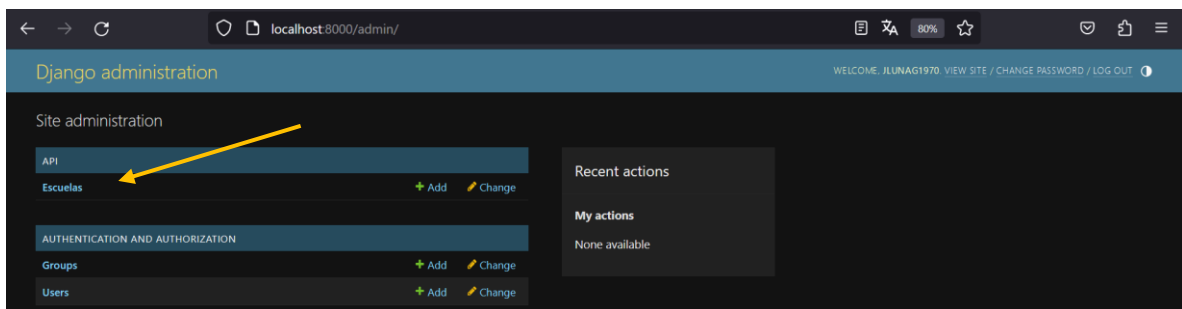 localhost:8000/admin/
80%
Django administration
WELCOME, JLUNAG1970. VIEW SITE / CHANGE PASSWORD / LOG OUT
Site administration
API
Escuelas + Add Change
AUTHENTICATION AND AUTHORIZATION
Groups + Add Change
Users + Add Change
Recent actions
My actions
None available